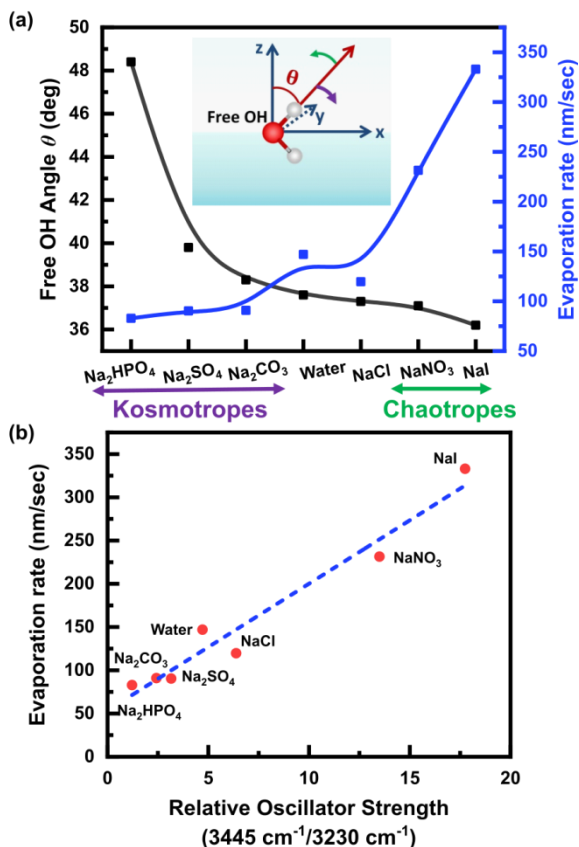 (a)
Free OH Angle θ (deg)
50
48
46
44
42
40
38
36
z
θ
Free OH
y
x
Evaporation rate (nm/sec)
350
300
250
200
150
100
50
Na₂HPO₄
Na₂SO₄
Na₂CO₃
Water
NaCl
NaNO₃
NaI
Kosmotropes
Chaotropes
(b)
Evaporation rate (nm/sec)
350
300
250
200
150
100
50
0
NaI
NaNO₃
Water
NaCl
Na₂CO₃
Na₂SO₄
Na₂HPO₄
0
5
10
15
20
Relative Oscillator Strength
(3445 cm⁻¹/3230 cm⁻¹)